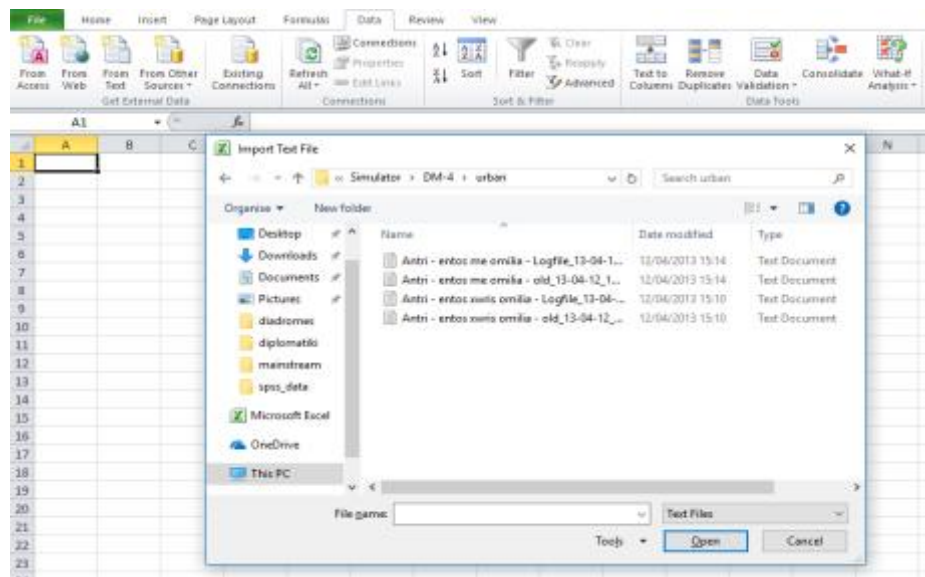 File Home Insert Page Layout Formulas Data Review View
From Access From Web From Text From Other Sources Existing Connections Refresh All Connections Properties Edit Links Sort Filter Clear Reapply Advanced Text to Columns Remove Duplicates Data Validation Consolidate What-If Analysis
Get External Data Connections Sort & Filter Data Tools
A1 fx
A B C N
Import Text File
« Simulator › DM-4 › urban Search urban
Organise New folder
Name Date modified Type
Desktop
Downloads
Documents
Pictures
diadromes
diplomatiki
mainstream
spss_data
Microsoft Excel
OneDrive
This PC
Antri - entos me omilia - Logfile_13-04-1... 12/04/2013 15:14 Text Document
Antri - entos me omilia - old_13-04-12_1... 12/04/2013 15:14 Text Document
Antri - entos xwris omilia - Logfile_13-04-... 12/04/2013 15:10 Text Document
Antri - entos xwris omilia - old_13-04-12_... 12/04/2013 15:10 Text Document
File name: Text Files
Tools Open Cancel
1
2
3
4
5
6
7
8
9
10
11
12
13
14
15
16
17
18
19
20
21
22
23